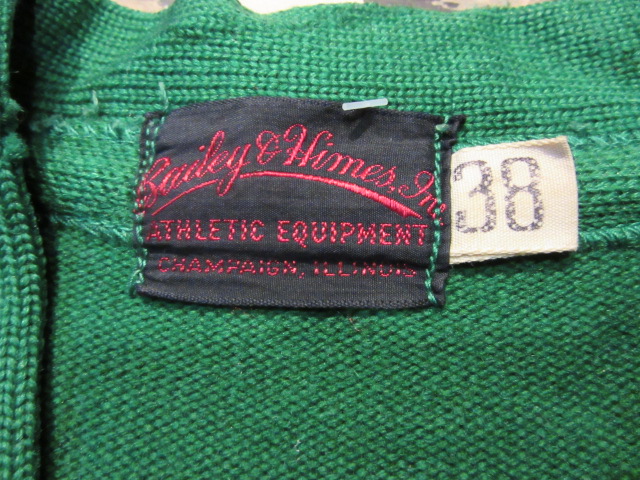 Bailey & Himes, Inc
ATHLETIC EQUIPMENT
CHAMPAIGN, ILLINOIS
38